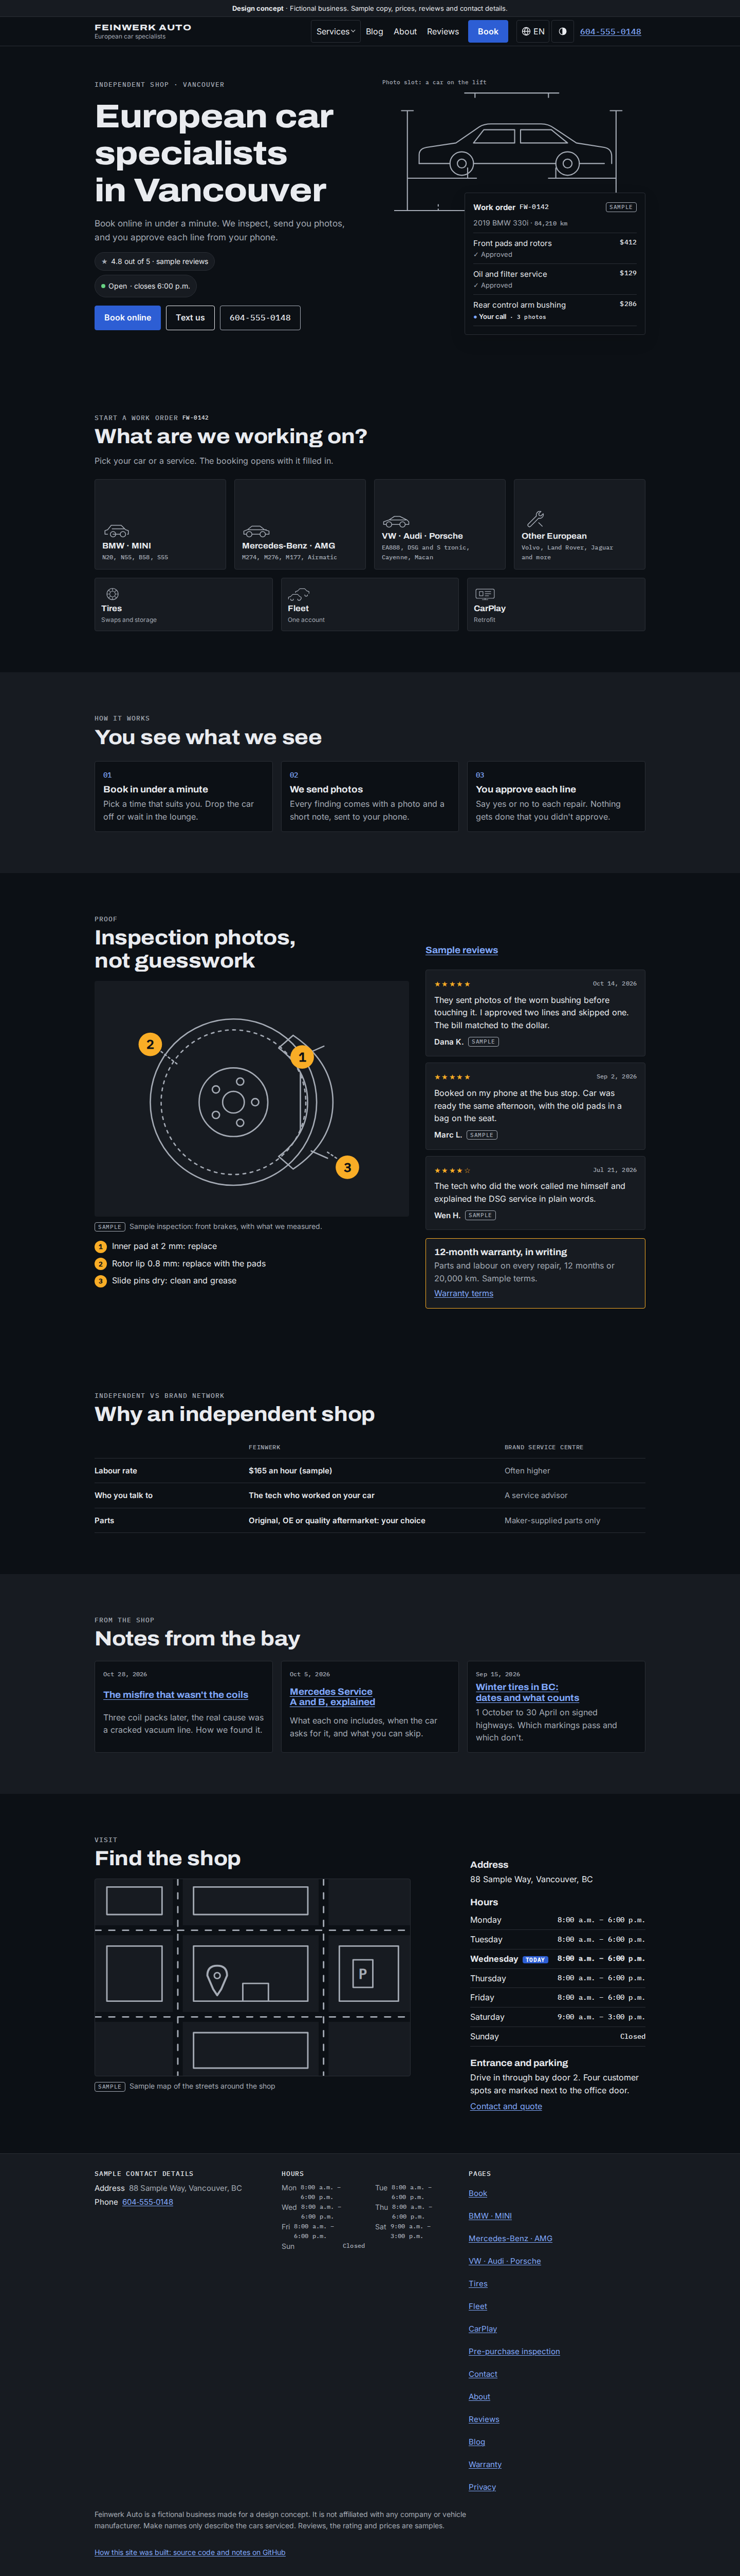 Design concept · Fictional business. Sample copy, prices, reviews and contact details.
FEINWERK AUTO
European car specialists
Services
Blog
About
Reviews
Book
EN
604-555-0148
INDEPENDENT SHOP · VANCOUVER
European car
specialists
in Vancouver
Book online in under a minute. We inspect, send you photos,
and you approve each line from your phone.
★ 4.8 out of 5 · sample reviews
Open · closes 6:00 p.m.
Book online
Text us
604-555-0148
Photo slot: a car on the lift
Work order FW-0142
SAMPLE
2019 BMW 330i · 84,210 km
Front pads and rotors $412
✓ Approved
Oil and filter service $129
✓ Approved
Rear control arm bushing $286
Your call · 3 photos
START A WORK ORDER FW-0142
What are we working on?
Pick your car or a service. The booking opens with it filled in.
BMW · MINI
N20, N55, B58, S55
Mercedes-Benz · AMG
M274, M276, M177, Airmatic
VW · Audi · Porsche
EA888, DSG and S tronic,
Cayenne, Macan
Other European
Volvo, Land Rover, Jaguar
and more
Tires
Swaps and storage
Fleet
One account
CarPlay
Retrofit
HOW IT WORKS
You see what we see
01
Book in under a minute
Pick a time that suits you. Drop the car
off or wait in the lounge.
02
We send photos
Every finding comes with a photo and a
short note, sent to your phone.
03
You approve each line
Say yes or no to each repair. Nothing
gets done that you didn't approve.
PROOF
Inspection photos,
not guesswork
2
1
3
SAMPLE Sample inspection: front brakes, with what we measured.
1 Inner pad at 2 mm: replace
2 Rotor lip 0.8 mm: replace with the pads
3 Slide pins dry: clean and grease
Sample reviews
★★★★★ Oct 14, 2026
They sent photos of the worn bushing before
touching it. I approved two lines and skipped one.
The bill matched to the dollar.
Dana K. SAMPLE
★★★★★ Sep 2, 2026
Booked on my phone at the bus stop. Car was
ready the same afternoon, with the old pads in a
bag on the seat.
Marc L. SAMPLE
★★★★☆ Jul 21, 2026
The tech who did the work called me himself and
explained the DSG service in plain words.
Wen H. SAMPLE
12-month warranty, in writing
Parts and labour on every repair, 12 months or
20,000 km. Sample terms.
Warranty terms
INDEPENDENT VS BRAND NETWORK
Why an independent shop
FEINWERK BRAND SERVICE CENTRE
Labour rate $165 an hour (sample) Often higher
Who you talk to The tech who worked on your car A service advisor
Parts Original, OE or quality aftermarket: your choice Maker-supplied parts only
FROM THE SHOP
Notes from the bay
Oct 28, 2026
The misfire that wasn't the coils
Three coil packs later, the real cause was
a cracked vacuum line. How we found it.
Oct 5, 2026
Mercedes Service
A and B, explained
What each one includes, when the car
asks for it, and what you can skip.
Sep 15, 2026
Winter tires in BC:
dates and what counts
1 October to 30 April on signed
highways. Which markings pass and
which don't.
VISIT
Find the shop
P
SAMPLE Sample map of the streets around the shop
Address
88 Sample Way, Vancouver, BC
Hours
Monday 8:00 a.m. – 6:00 p.m.
Tuesday 8:00 a.m. – 6:00 p.m.
Wednesday TODAY 8:00 a.m. – 6:00 p.m.
Thursday 8:00 a.m. – 6:00 p.m.
Friday 8:00 a.m. – 6:00 p.m.
Saturday 9:00 a.m. – 3:00 p.m.
Sunday Closed
Entrance and parking
Drive in through bay door 2. Four customer
spots are marked next to the office door.
Contact and quote
SAMPLE CONTACT DETAILS
Address 88 Sample Way, Vancouver, BC
Phone 604-555-0148
HOURS
Mon 8:00 a.m. –
6:00 p.m.
Tue 8:00 a.m. –
6:00 p.m.
Wed 8:00 a.m. –
6:00 p.m.
Thu 8:00 a.m. –
6:00 p.m.
Fri 8:00 a.m. –
6:00 p.m.
Sat 9:00 a.m. –
3:00 p.m.
Sun Closed
PAGES
Book
BMW · MINI
Mercedes-Benz · AMG
VW · Audi · Porsche
Tires
Fleet
CarPlay
Pre-purchase inspection
Contact
About
Reviews
Blog
Warranty
Privacy
Feinwerk Auto is a fictional business made for a design concept. It is not affiliated with any company or vehicle
manufacturer. Make names only describe the cars serviced. Reviews, the rating and prices are samples.
How this site was built: source code and notes on GitHub